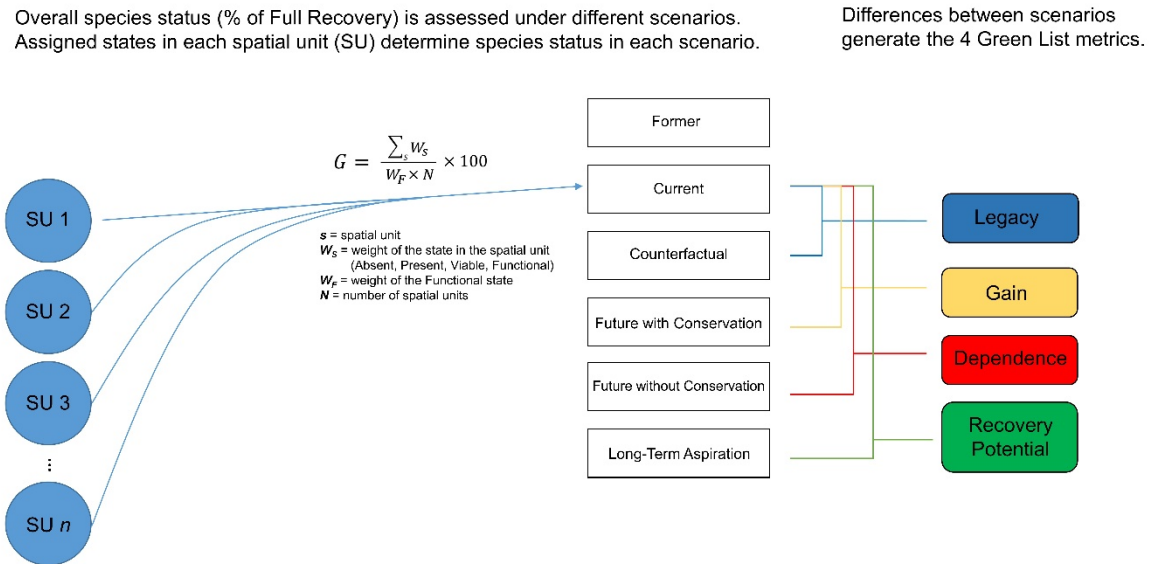 Overall species status (% of Full Recovery) is assessed under different scenarios.
Assigned states in each spatial unit (SU) determine species status in each scenario.
Differences between scenarios
generate the 4 Green List metrics.
SU 1
SU 2
SU 3
⋮
SU n
G = ∑s WS / WF × N × 100
s = spatial unit
WS = weight of the state in the spatial unit
(Absent, Present, Viable, Functional)
WF = weight of the Functional state
N = number of spatial units
Former
Current
Counterfactual
Future with Conservation
Future without Conservation
Long-Term Aspiration
Legacy
Gain
Dependence
Recovery
Potential